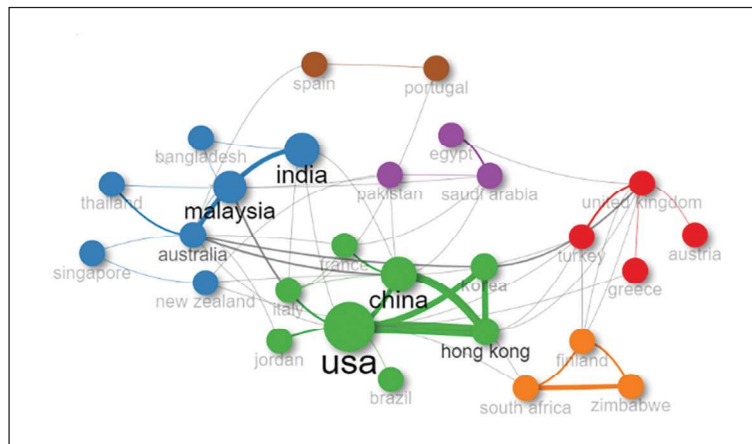 spain
portugal
bangladesh
egypt
india
pakistan
saudi arabia
united kingdom
thailand
malaysia
australia
turkey
austria
singapore
france
new zealand
china
korea
greece
italy
usa
hong kong
jordan
finland
brazil
south africa
zimbabwe